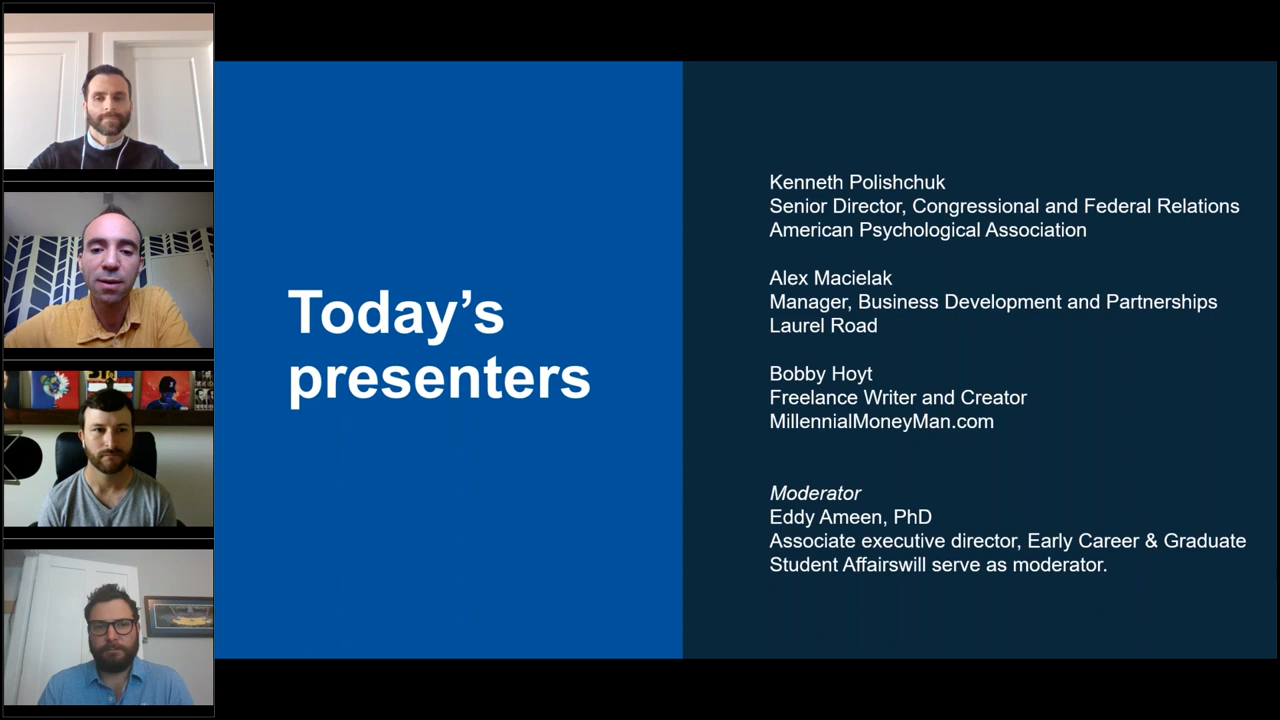 Today's
presenters
Kenneth Polishchuk
Senior Director, Congressional and Federal Relations
American Psychological Association
Alex Macielak
Manager, Business Development and Partnerships
Laurel Road
Bobby Hoyt
Freelance Writer and Creator
MillennialMoneyMan.com
Moderator
Eddy Ameen, PhD
Associate executive director, Early Career & Graduate
Student Affairswill serve as moderator.